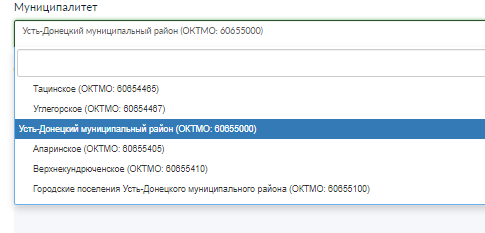 Муниципалитет
Усть-Донецкий муниципальный район (ОКТМО: 60655000)
Тацинское (ОКТМО: 60654465)
Углегорское (ОКТМО: 60654467)
Усть-Донецкий муниципальный район (ОКТМО: 60655000)
Апаринское (ОКТМО: 60655405)
Верхнекундрюченское (ОКТМО: 60655410)
Городские поселения Усть-Донецкого муниципального района (ОКТМО: 60655100)